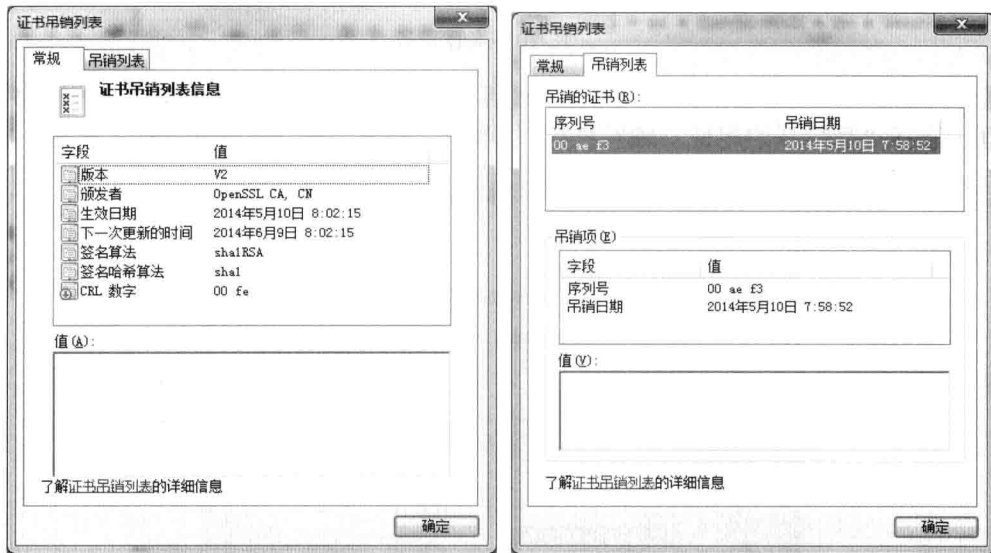 证书吊销列表
常规 吊销列表
证书吊销列表信息
字段 值
版本 V2
颁发者 OpenSSL CA, CN
生效日期 2014年5月10日 8:02:15
下一次更新的时间 2014年6月9日 8:02:15
签名算法 sha1RSA
签名哈希算法 sha1
CRL 数字 00 fe
值(A):
了解证书吊销列表的详细信息
确定
证书吊销列表
常规 吊销列表
吊销的证书(R):
序列号 吊销日期
00 ae f3 2014年5月10日 7:58:52
吊销项(E)
字段 值
序列号 00 ae f3
吊销日期 2014年5月10日 7:58:52
值(V):
了解证书吊销列表的详细信息
确定